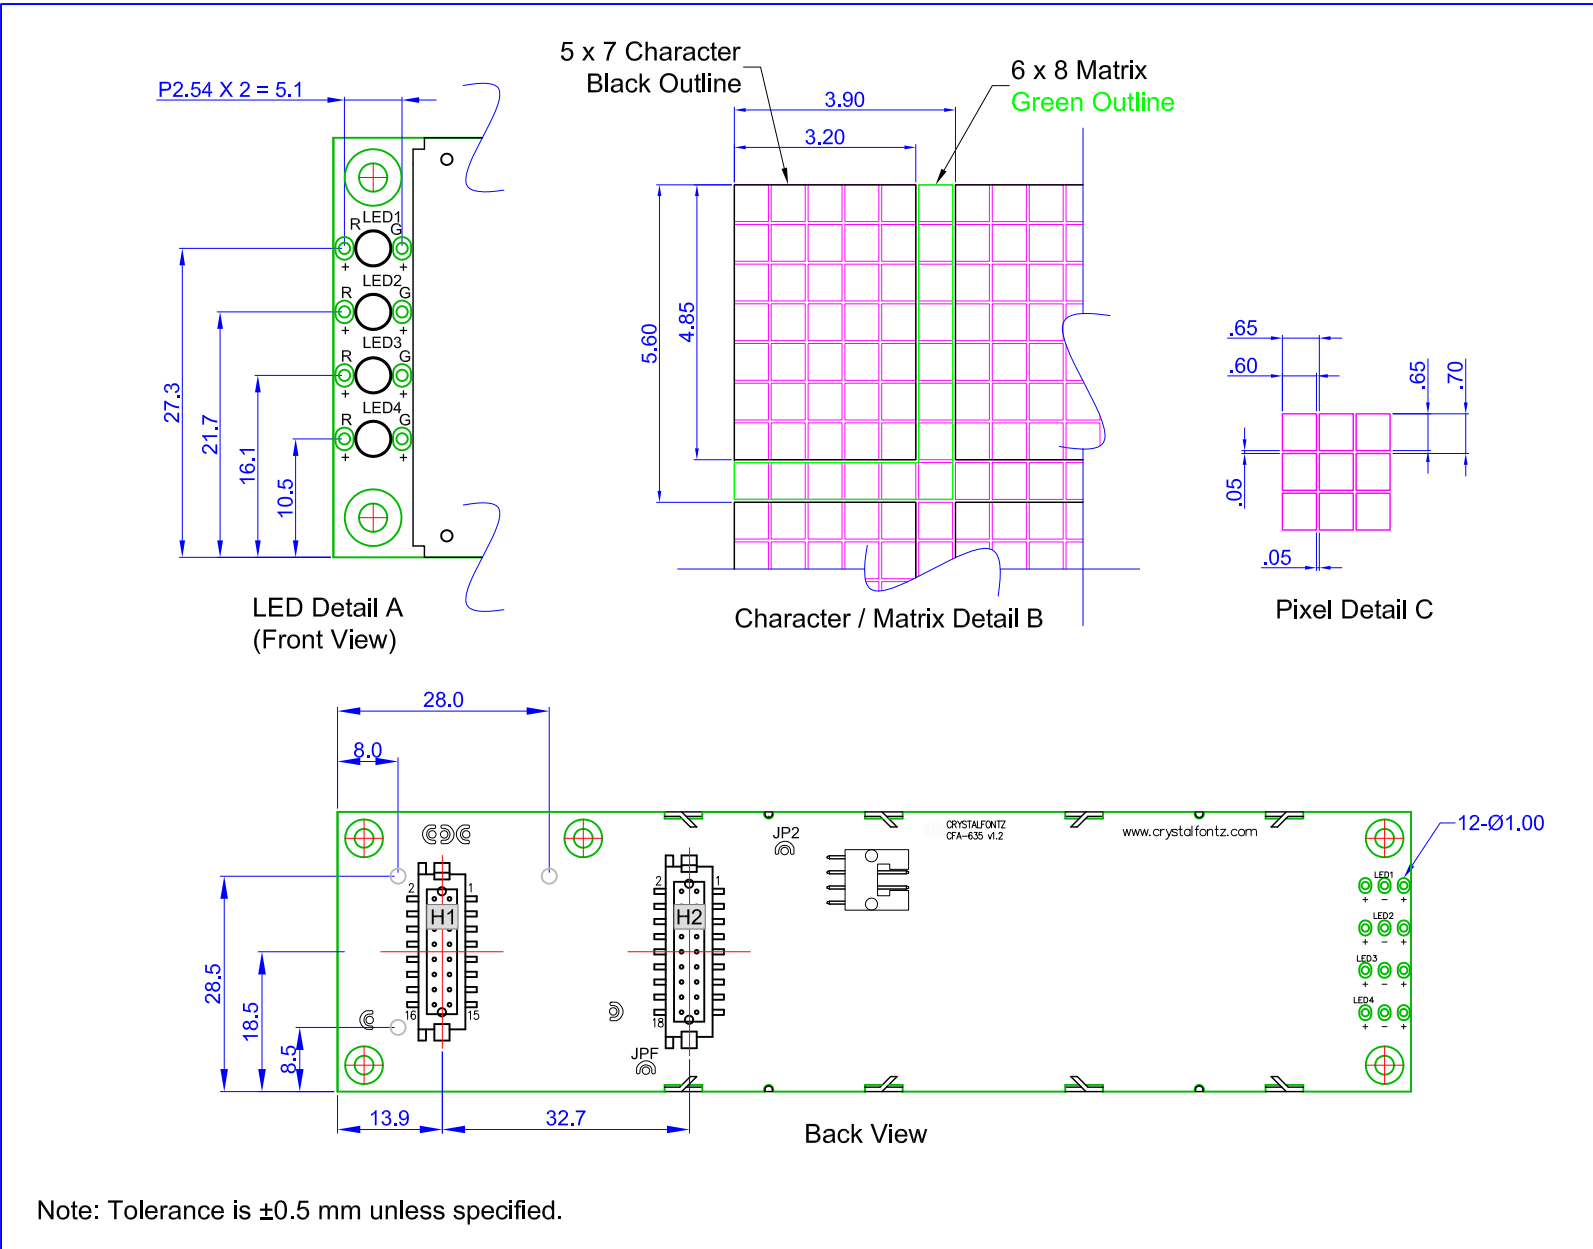 P2.54 X 2 = 5.1
LED1
R
G
+
+
LED2
R
G
+
+
LED3
R
G
+
+
LED4
R
G
+
+
27.3
21.7
16.1
10.5
LED Detail A
(Front View)
5 x 7 Character
Black Outline
6 x 8 Matrix
Green Outline
3.90
3.20
5.60
4.85
Character / Matrix Detail B
.65
.60
.65
.70
.05
.05
Pixel Detail C
28.0
8.0
JP2
CRYSTALFONTZ
CFA-635 v1.2
www.crystalfontz.com
12-Ø1.00
2
1
H1
16
15
2
1
H2
18
JPF
LED1
+ - +
LED2
+ - +
LED3
+ - +
LED4
+ - +
28.5
18.5
8.5
13.9
32.7
Back View
Note: Tolerance is ±0.5 mm unless specified.